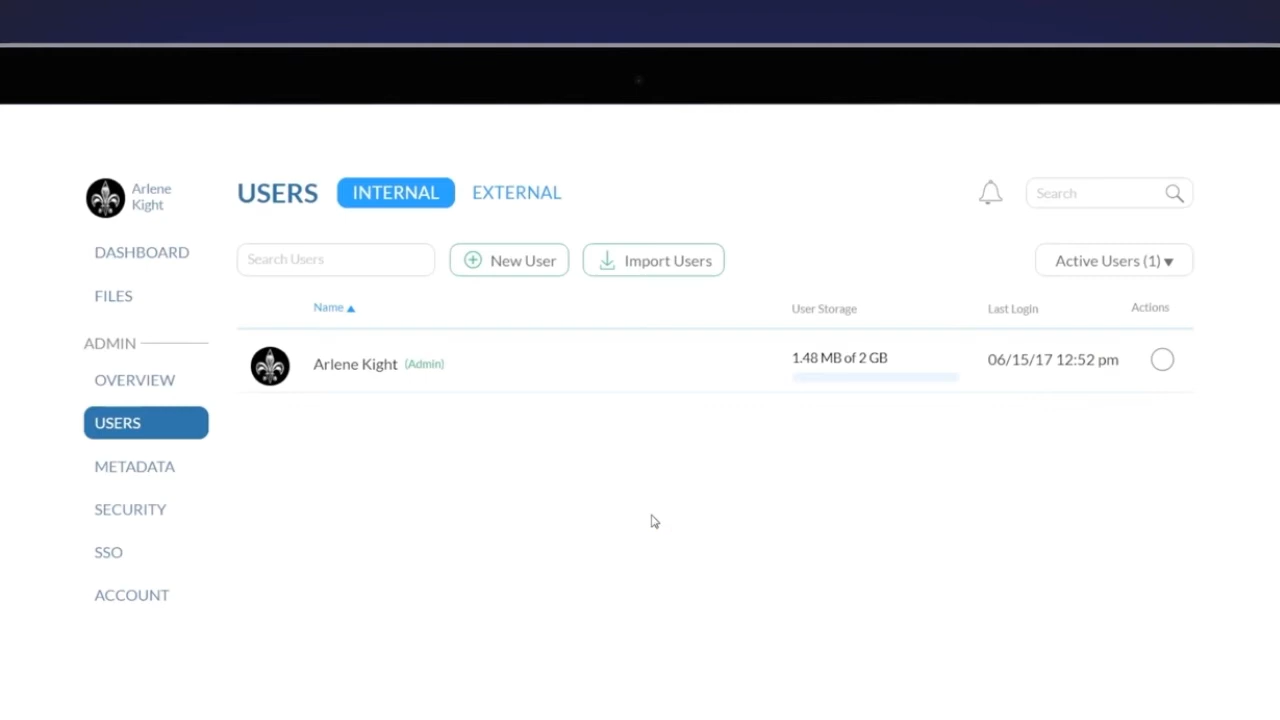 Arlene
Kight
USERS INTERNAL EXTERNAL
Search
DASHBOARD
FILES
ADMIN
OVERVIEW
USERS
METADATA
SECURITY
SSO
ACCOUNT
Search Users
New User
Import Users
Active Users (1)▼
Name ▲ User Storage Last Login Actions
Arlene Kight (Admin) 1.48 MB of 2 GB 06/15/17 12:52 pm